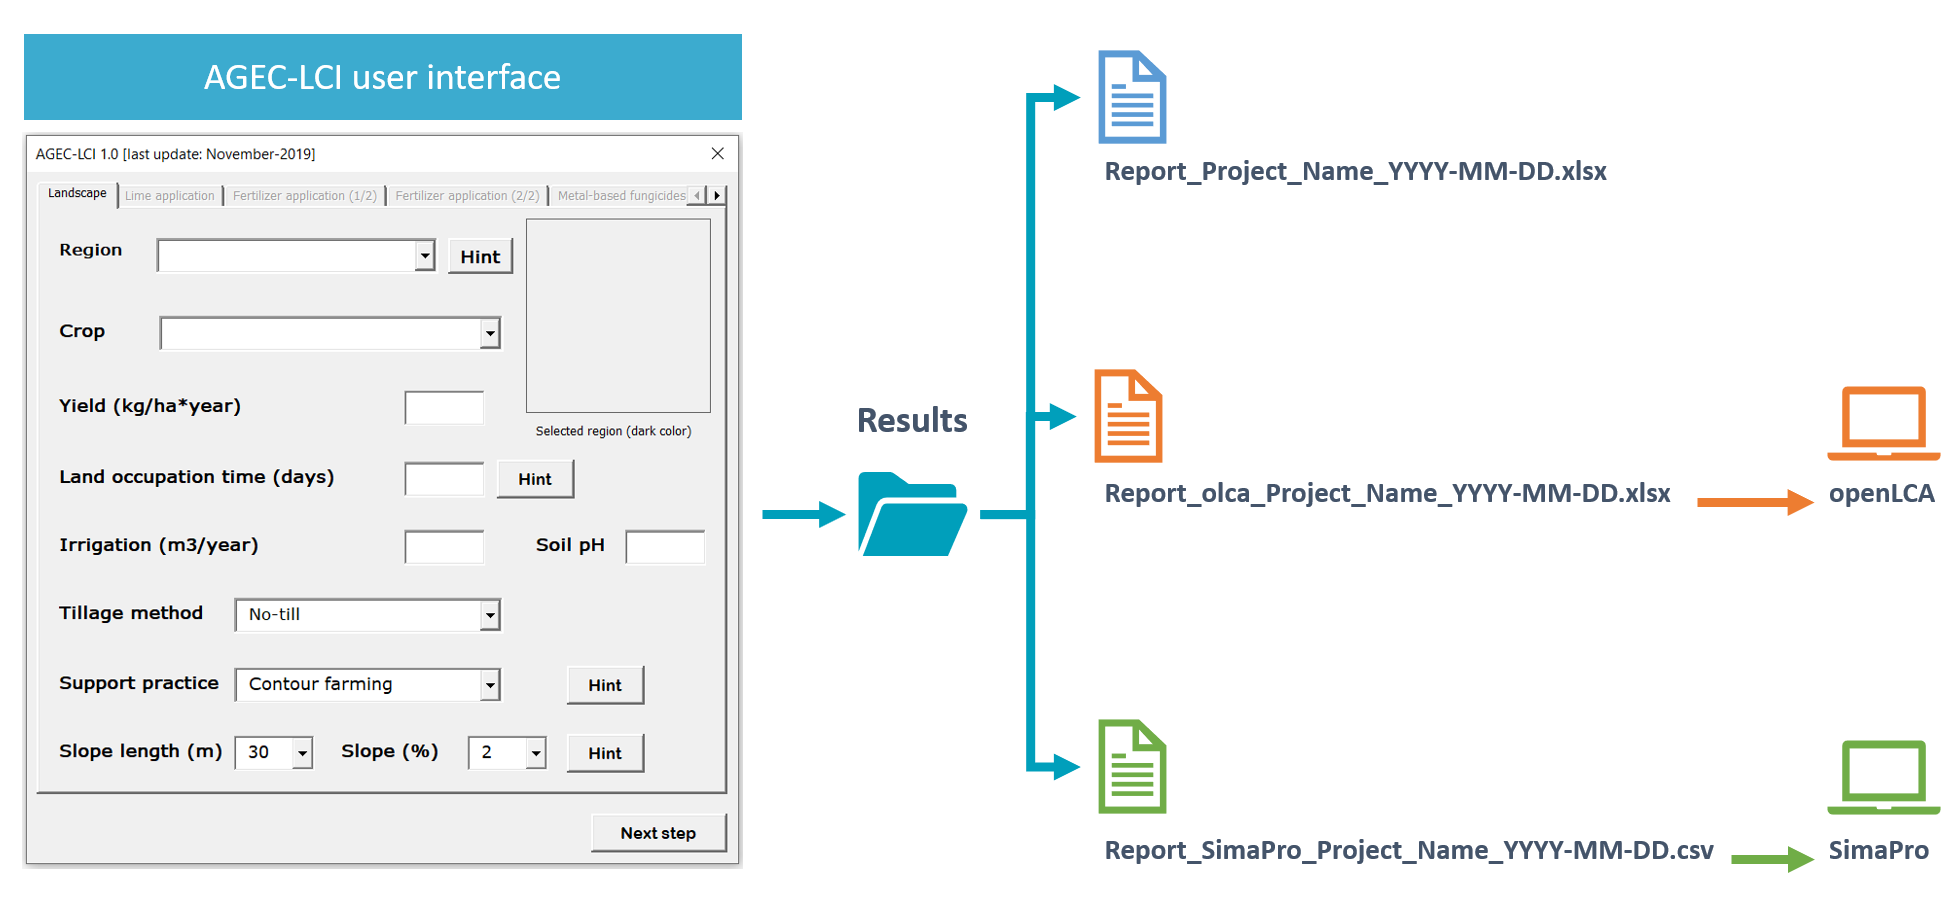 AGEC-LCI user interface
AGEC-LCI 1.0 [last update: November-2019]
Landscape
Lime application
Fertilizer application (1/2)
Fertilizer application (2/2)
Metal-based fungicides
Region
Hint
Crop
Yield (kg/ha*year)
Selected region (dark color)
Land occupation time (days)
Hint
Irrigation (m3/year)
Soil pH
Tillage method
No-till
Support practice
Contour farming
Hint
Slope length (m)
30
Slope (%)
2
Hint
Next step
Results
Report_Project_Name_YYYY-MM-DD.xlsx
Report_olca_Project_Name_YYYY-MM-DD.xlsx
openLCA
Report_SimaPro_Project_Name_YYYY-MM-DD.csv
SimaPro